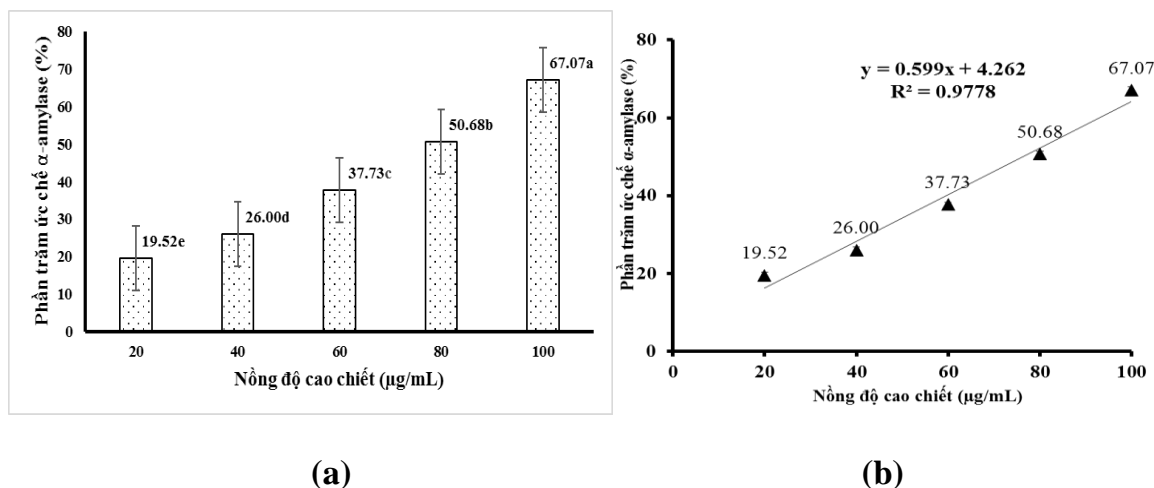 Phần trăm ức chế α-amylase (%)
80
70
60
50
40
30
20
10
0
19.52e
26.00d
37.73c
50.68b
67.07a
20 40 60 80 100
Nồng độ cao chiết (µg/mL)
(a)
Phần trăm ức chế α-amylase (%)
80
60
40
20
0
y = 0.599x + 4.262
R² = 0.9778
19.52
26.00
37.73
50.68
67.07
0 20 40 60 80 100
Nồng độ cao chiết (µg/mL)
(b)